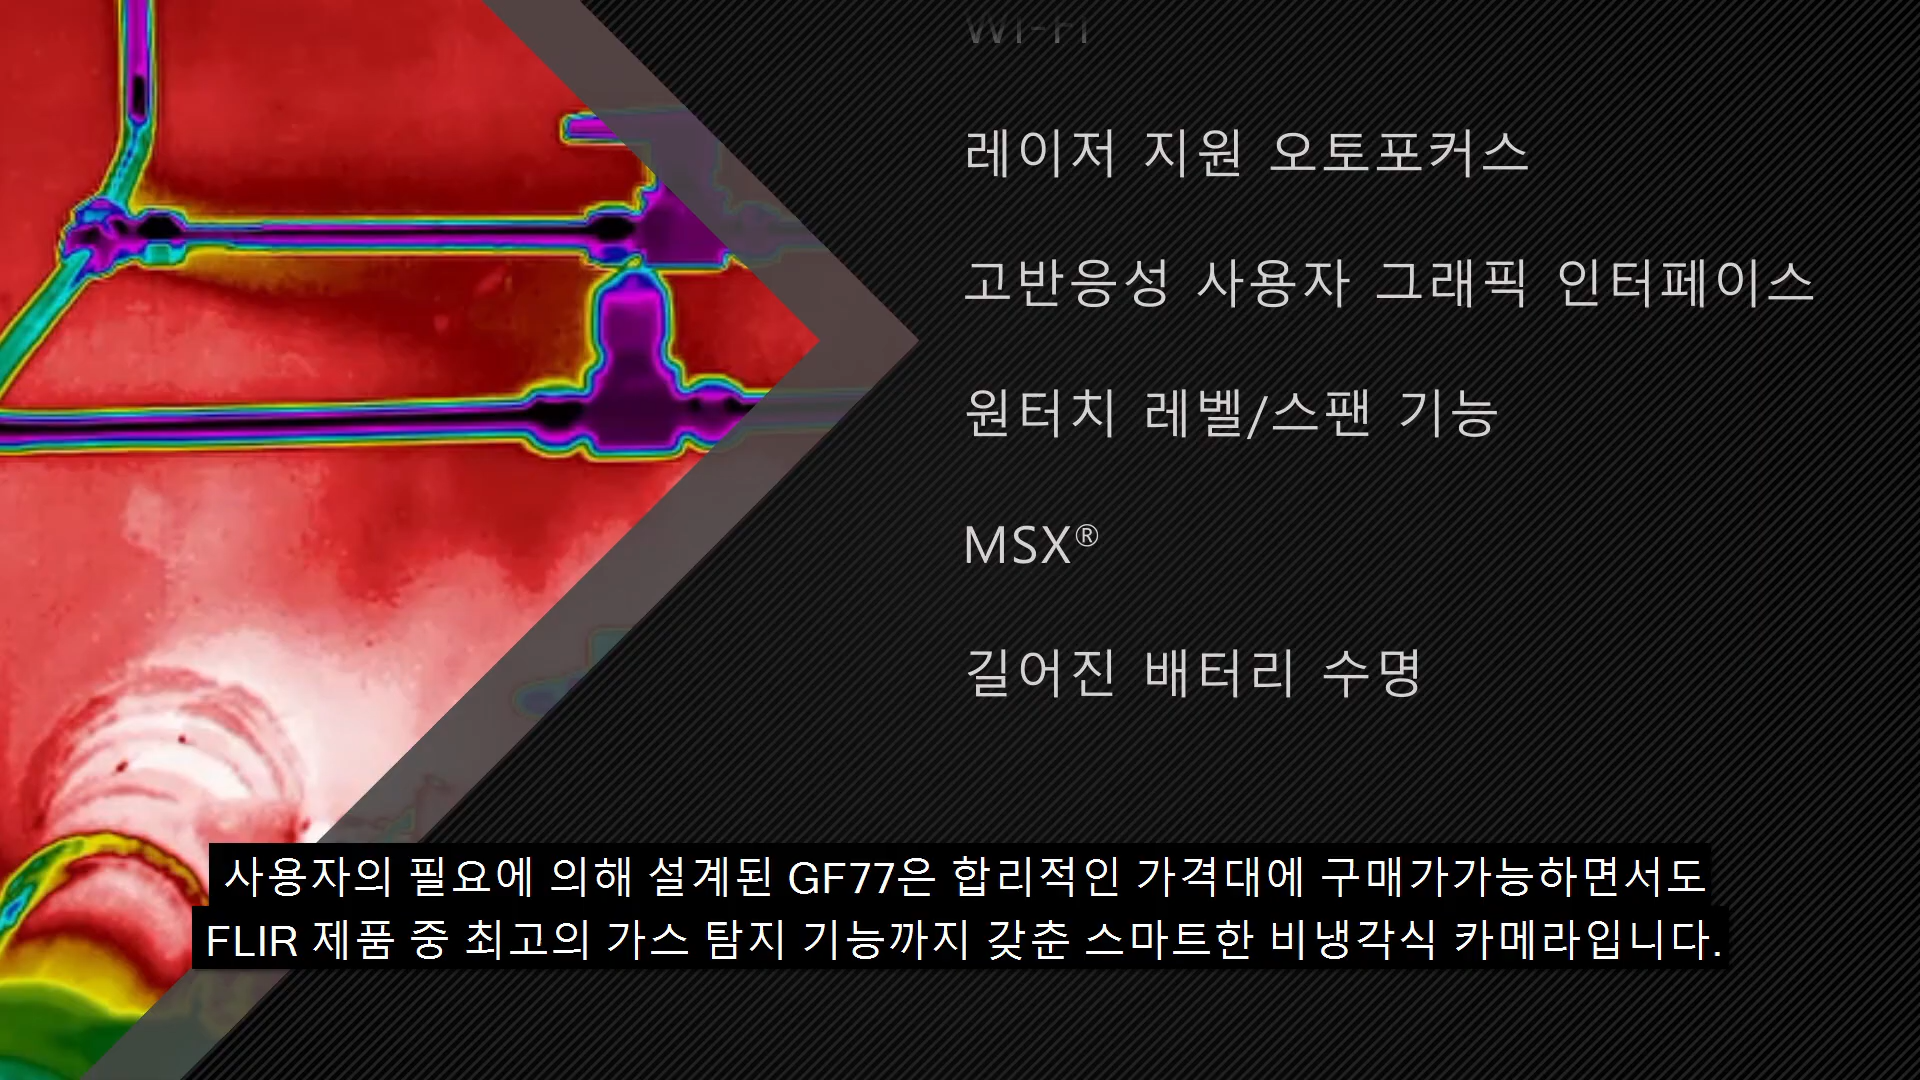 WI-FI
레이저 지원 오토포커스
고반응성 사용자 그래픽 인터페이스
원터치 레벨/스팬 기능
MSX®
길어진 배터리 수명
사용자의 필요에 의해 설계된 GF77은 합리적인 가격대에 구매가가능하면서도
FLIR 제품 중 최고의 가스 탐지 기능까지 갖춘 스마트한 비냉각식 카메라입니다.